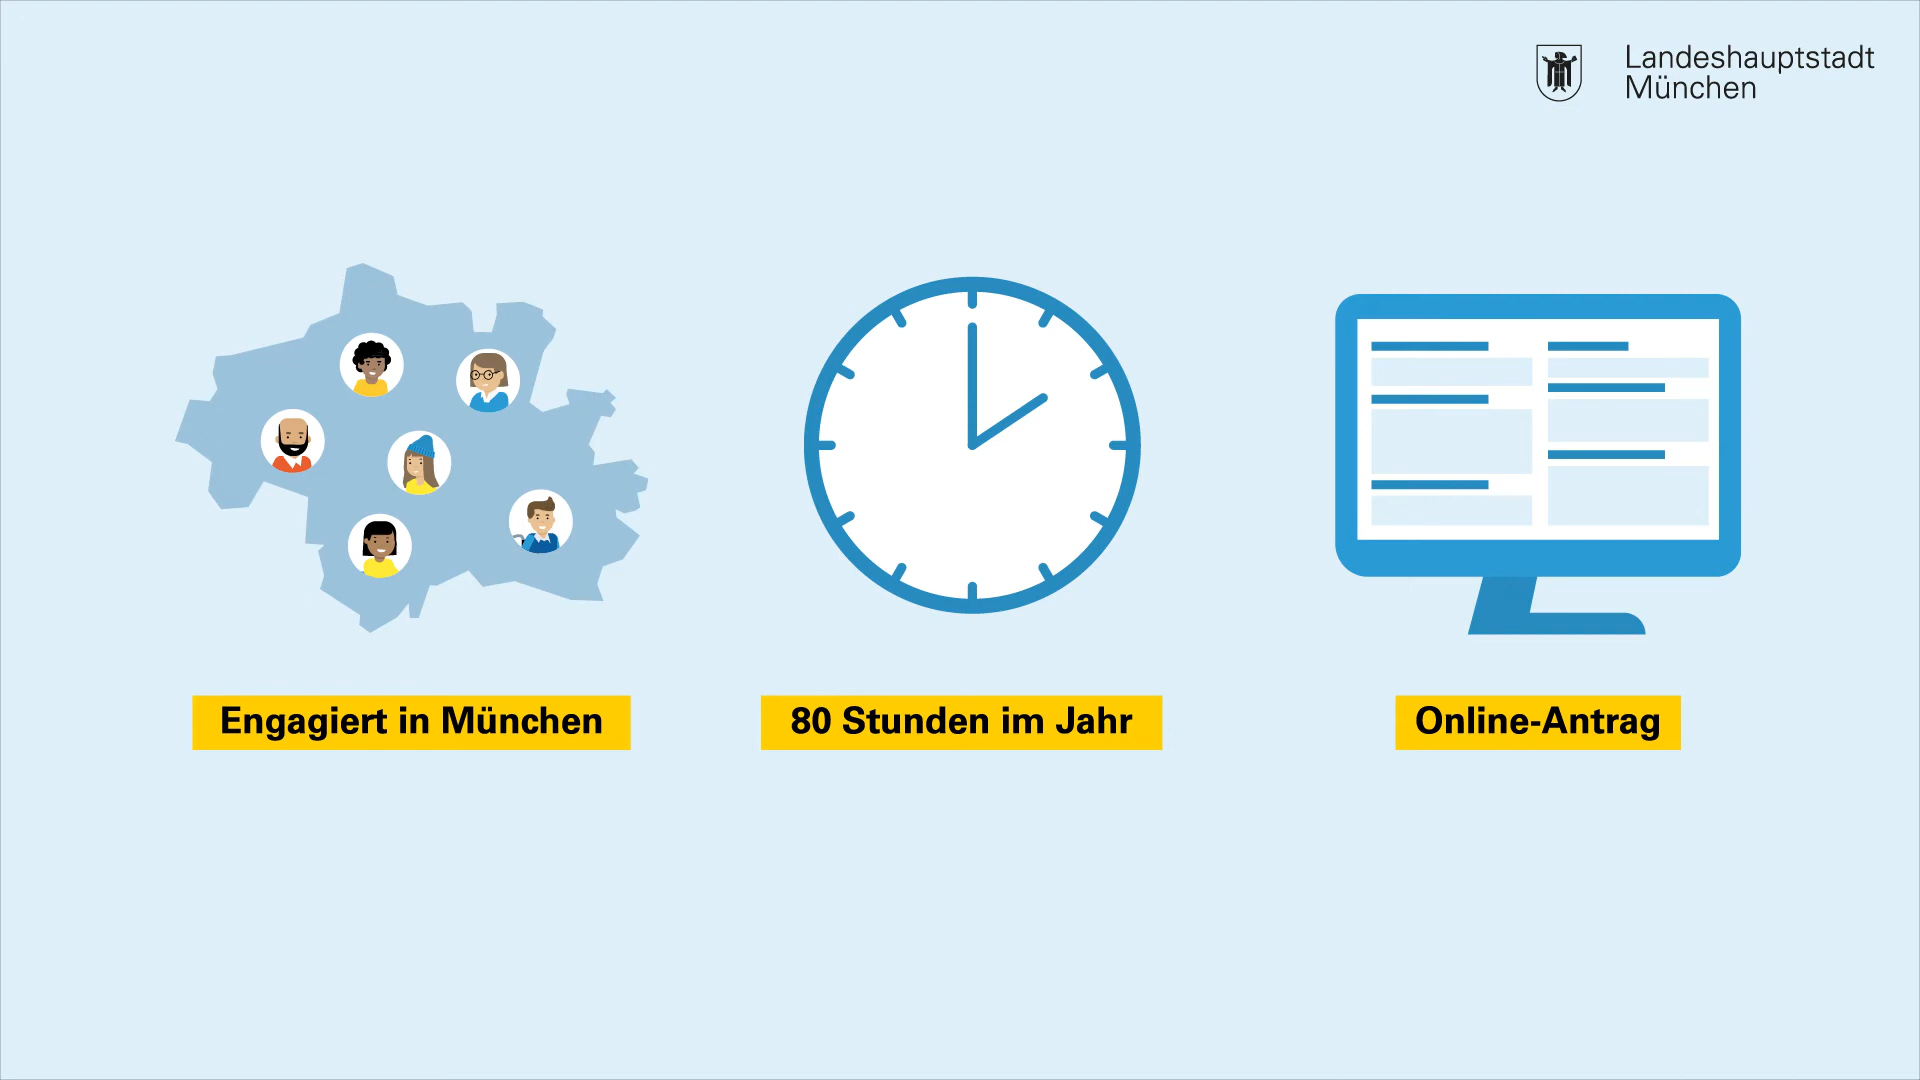 Landeshauptstadt
München
Engagiert in München
80 Stunden im Jahr
Online-Antrag